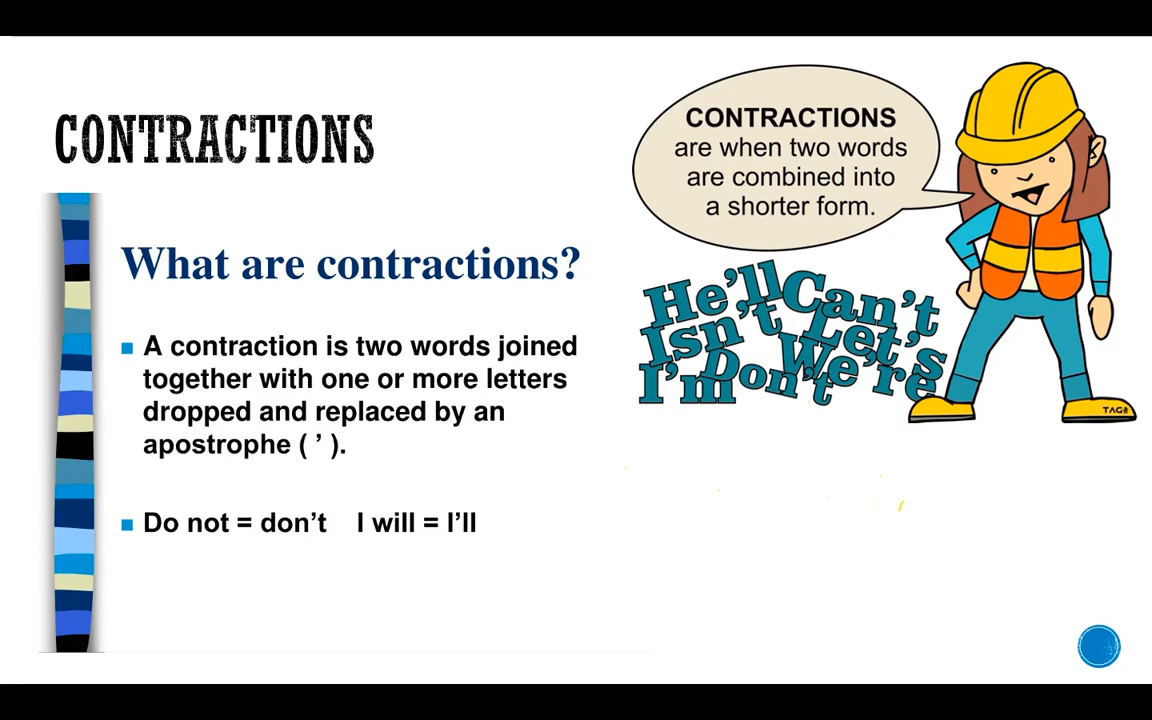 CONTRACTIONS
What are contractions?
A contraction is two words joined
together with one or more letters
dropped and replaced by an
apostrophe ( ’ ).
Do not = don’t I will = I’ll
CONTRACTIONS
are when two words
are combined into
a shorter form.
He’ll Can’t
Isn’t Let’s
I’m Don’t We’re
TAG